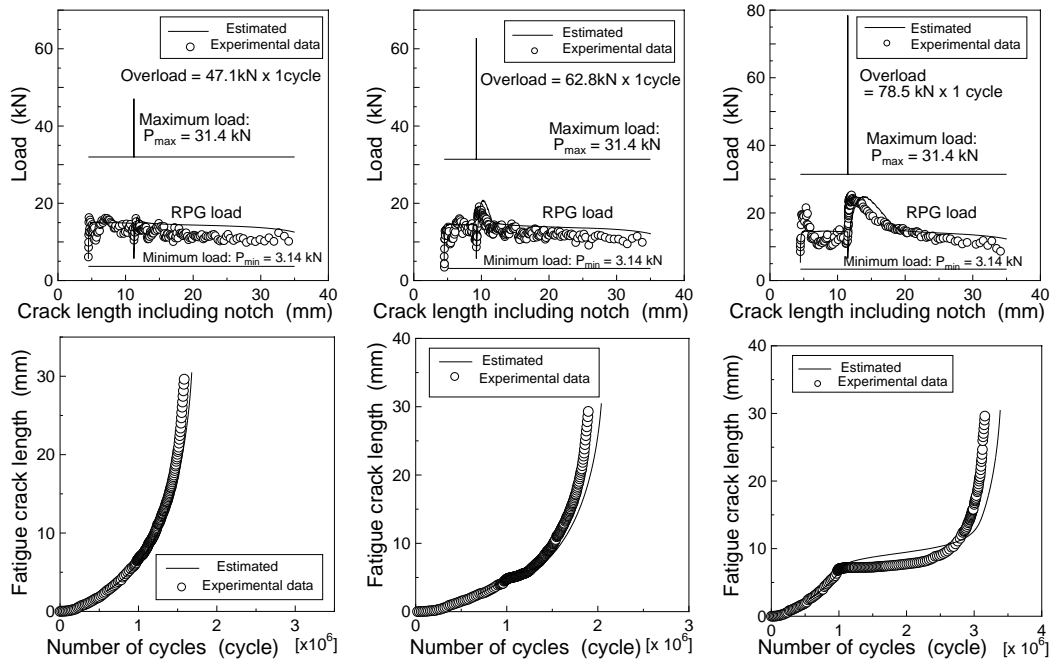 Estimated
Experimental data
Overload = 47.1kN x 1cycle
Maximum load:
Pmax = 31.4 kN
RPG load
Minimum load: Pmin = 3.14 kN
Load (kN)
60
40
20
0
0 10 20 30 40
Crack length including notch (mm)
Estimated
Experimental data
Overload = 62.8kN x 1cycle
Maximum load:
Pmax = 31.4 kN
RPG load
Minimum load: Pmin = 3.14 kN
Load (kN)
60
40
20
0
0 10 20 30 40
Crack length including notch (mm)
Estimated
Experimental data
Overload
= 78.5 kN x 1 cycle
Maximum load:
Pmax = 31.4 kN
RPG load
Minimum load: Pmin = 3.14 kN
Load (kN)
80
60
40
20
0
0 10 20 30 40
Crack length including notch (mm)
Fatigue crack length (mm)
30
20
10
0
Estimated
Experimental data
0 1 2 3
Number of cycles (cycle) [x10^6]
Fatigue crack length (mm)
40
30
20
10
0
Estimated
Experimental data
0 1 2 3
Number of cycles (cycle) [x 10^6]
Fatigue crack length (mm)
40
30
20
10
0
Estimated
Experimental data
0 1 2 3 4
Number of cycles (cycle) [x 10^6]